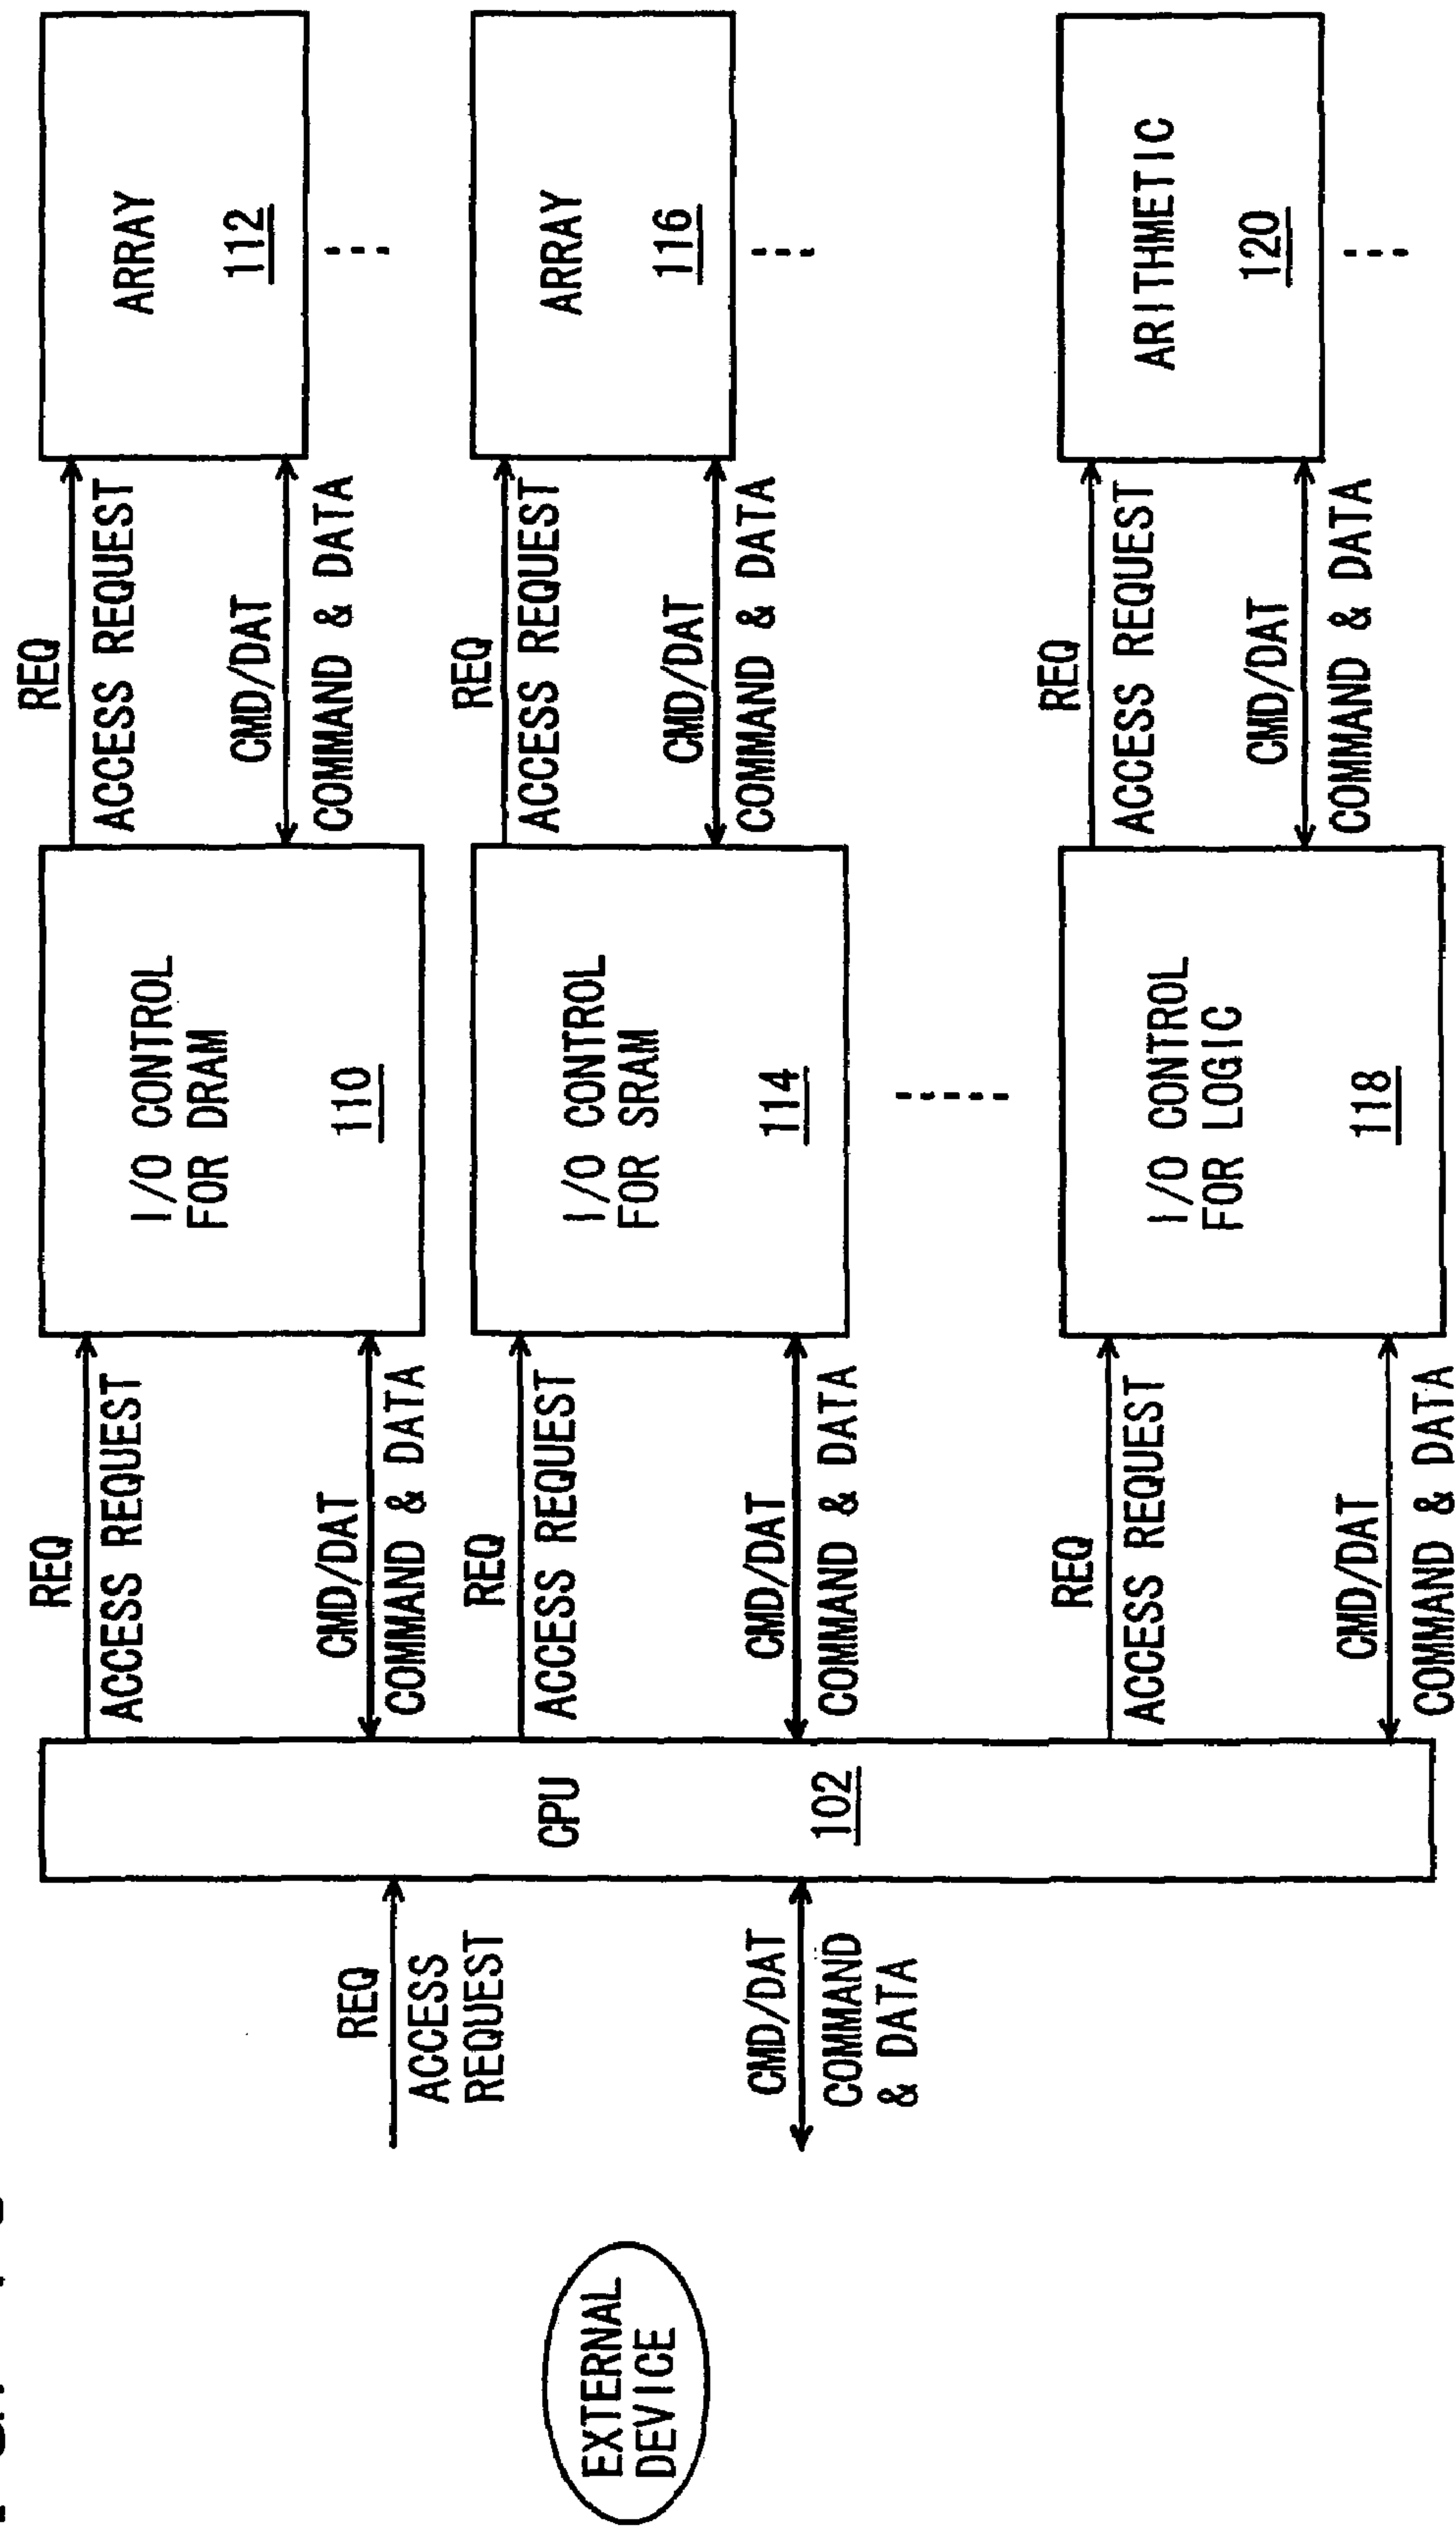 EXTERNAL
DEVICE
REQ
ACCESS
REQUEST
CMD/DAT
COMMAND
& DATA
CPU
102
REQ
ACCESS REQUEST
CMD/DAT
COMMAND & DATA
I/O CONTROL
FOR DRAM
110
REQ
ACCESS REQUEST
CMD/DAT
COMMAND & DATA
ARRAY
112
REQ
ACCESS REQUEST
CMD/DAT
COMMAND & DATA
I/O CONTROL
FOR SRAM
114
REQ
ACCESS REQUEST
CMD/DAT
COMMAND & DATA
ARRAY
116
REQ
ACCESS REQUEST
CMD/DAT
COMMAND & DATA
I/O CONTROL
FOR LOGIC
118
REQ
ACCESS REQUEST
CMD/DAT
COMMAND & DATA
ARITHMETIC
120